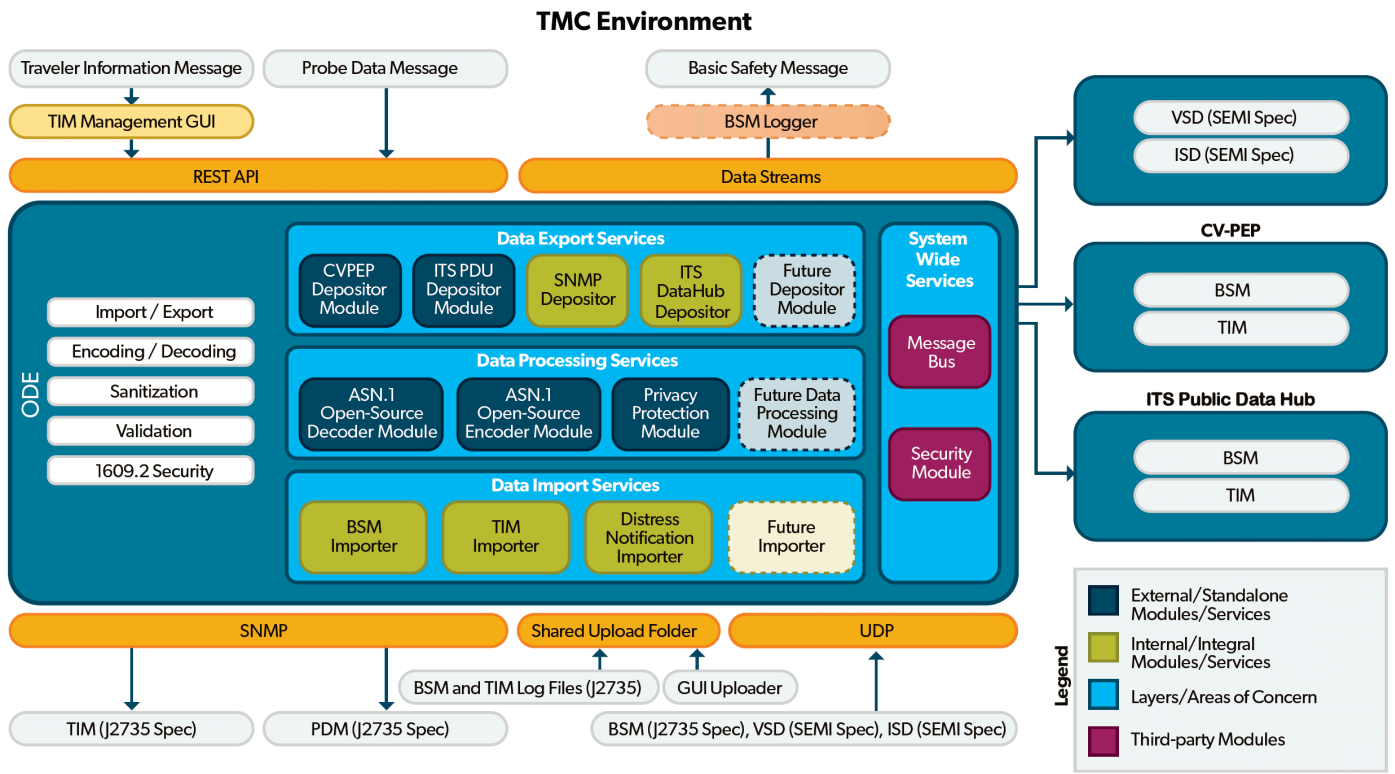 TMC Environment
Traveler Information Message
Probe Data Message
Basic Safety Message
TIM Management GUI
BSM Logger
REST API
Data Streams
VSD (SEMI Spec)
ISD (SEMI Spec)
CV-PEP
BSM
TIM
ITS Public Data Hub
BSM
TIM
ODE
Import / Export
Encoding / Decoding
Sanitization
Validation
1609.2 Security
Data Export Services
CVPEP
Depositor
Module
ITS PDU
Depositor
Module
SNMP
Depositor
ITS
DataHub
Depositor
Future
Depositor
Module
Data Processing Services
ASN.1
Open-Source
Decoder Module
ASN.1
Open-Source
Encoder Module
Privacy
Protection
Module
Future Data
Processing
Module
Data Import Services
BSM
Importer
TIM
Importer
Distress
Notification
Importer
Future
Importer
System
Wide
Services
Message
Bus
Security
Module
SNMP
Shared Upload Folder
UDP
BSM and TIM Log Files (J2735)
GUI Uploader
TIM (J2735 Spec)
PDM (J2735 Spec)
BSM (J2735 Spec), VSD (SEMI Spec), ISD (SEMI Spec)
Legend
External/Standalone
Modules/Services
Internal/Integral
Modules/Services
Layers/Areas of Concern
Third-party Modules